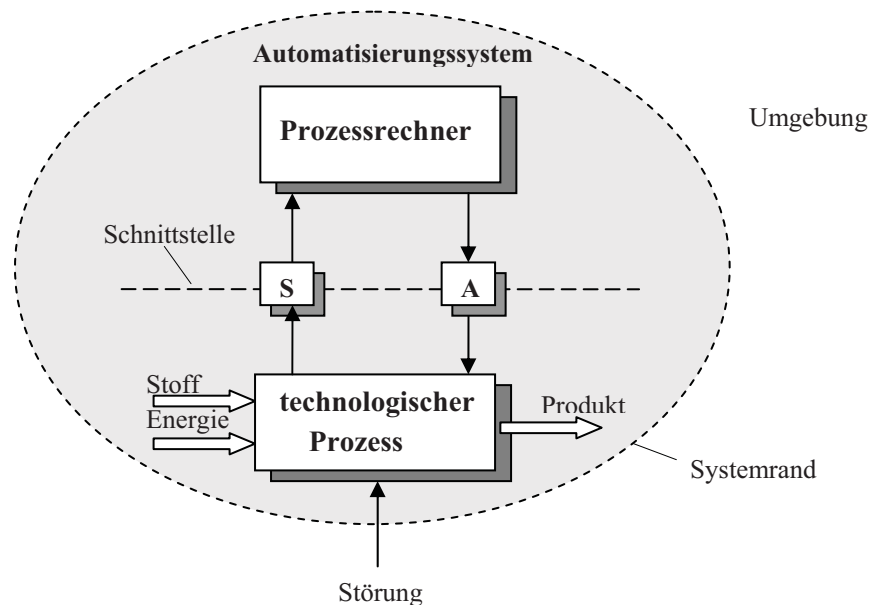 Automatisierungssystem
Prozessrechner
Umgebung
Schnittstelle
S
A
Stoff
Energie
technologischer
Prozess
Produkt
Systemrand
Störung